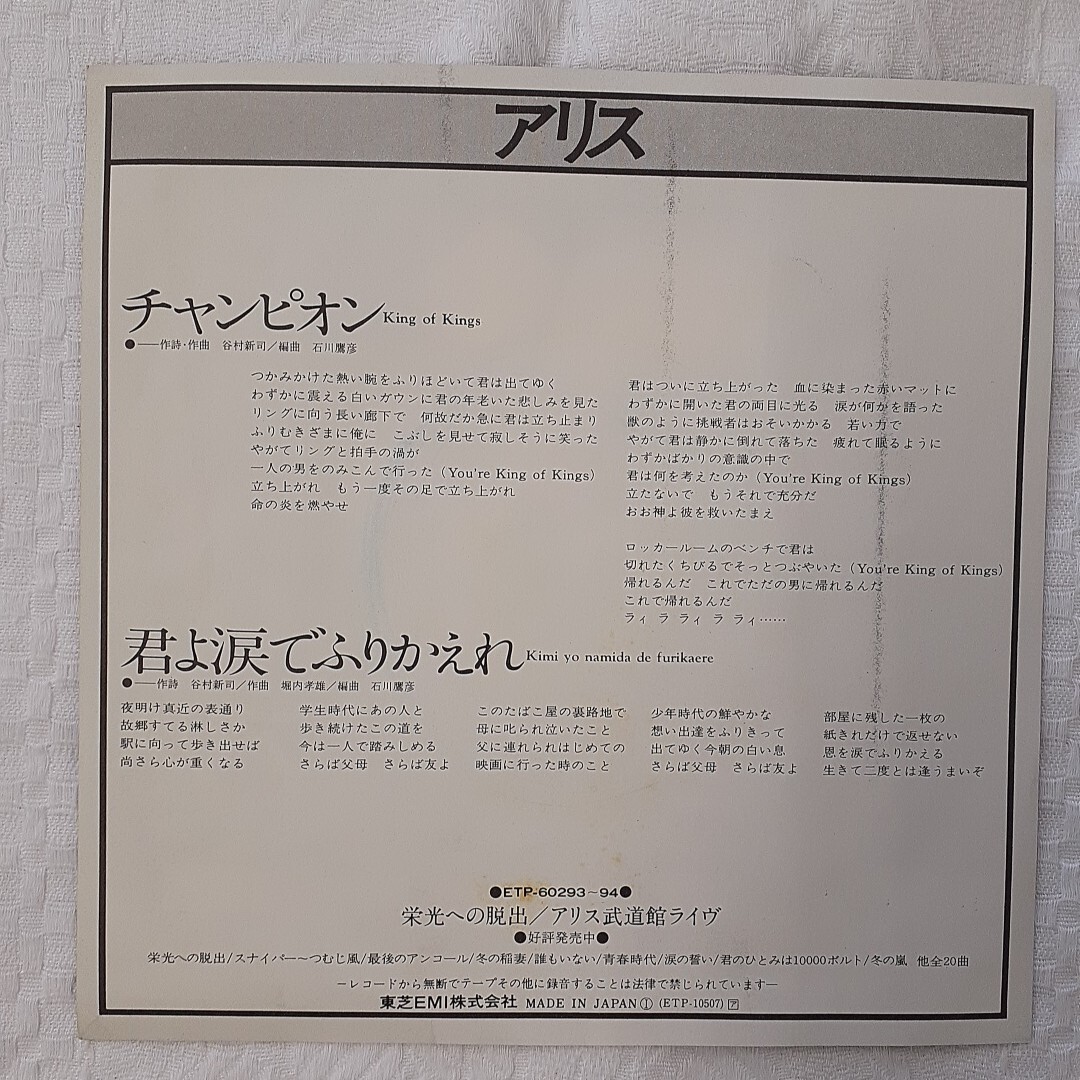 アリス
チャンピオン King of Kings
●——作詩・作曲　谷村新司／編曲　石川鷹彦
つかみかけた熱い腕をふりほどいて君は出てゆく
わずかに震える白いガウンに君の年老いた悲しみを見た
リングに向う長い廊下で　何故だか急に君は立ち止まり
ふりむきざまに俺に　こぶしを見せて寂しそうに笑った
やがてリングと拍手の渦が
一人の男をのみこんで行った（You're King of Kings）
立ち上がれ　もう一度その足で立ち上がれ
命の炎を燃やせ
君はついに立ち上がった　血に染まった赤いマットに
わずかに開いた君の両目に光る　涙が何かを語った
獣のように挑戦者はおそいかかる　若い力で
やがて君は静かに倒れて落ちた　疲れて眠るように
わずかばかりの意識の中で
君は何を考えたのか（You're King of Kings）
立たないで　もうそれで充分だ
おお神よ彼を救いたまえ
ロッカールームのベンチで君は
切れたくちびるでそっとつぶやいた（You're King of Kings）
帰れるんだ　これでただの男に帰れるんだ
これで帰れるんだ
ラィ ラ ラィ ラ ラィ……
君よ涙でふりかえれ Kimi yo namida de furikaere
●——作詩　谷村新司／作曲　堀内孝雄／編曲　石川鷹彦
夜明け真近の表通り
故郷すてる淋しさか
駅に向って歩き出せば
尚さら心が重くなる
学生時代にあの人と
歩き続けたこの道を
今は一人で踏みしめる
さらば父母　さらば友よ
このたばこ屋の裏路地で
母に叱られ泣いたこと
父に連れられはじめての
映画に行った時のこと
少年時代の鮮やかな
想い出達をふりきって
出てゆく今朝の白い息
さらば父母　さらば友よ
部屋に残した一枚の
紙きれだけで返せない
恩を涙でふりかえる
生きて二度とは逢うまいぞ
●ETP-60293～94●
栄光への脱出／アリス武道館ライヴ
●好評発売中●
栄光への脱出/スナイパー～つむじ風/最後のアンコール/冬の稲妻/誰もいない/青春時代/涙の誓い/君のひとみは10000ボルト/冬の嵐　他全20曲
－レコードから無断でテープその他に録音することは法律で禁じられています－
東芝EMI株式会社 MADE IN JAPAN Ⓘ (ETP-10507) ア